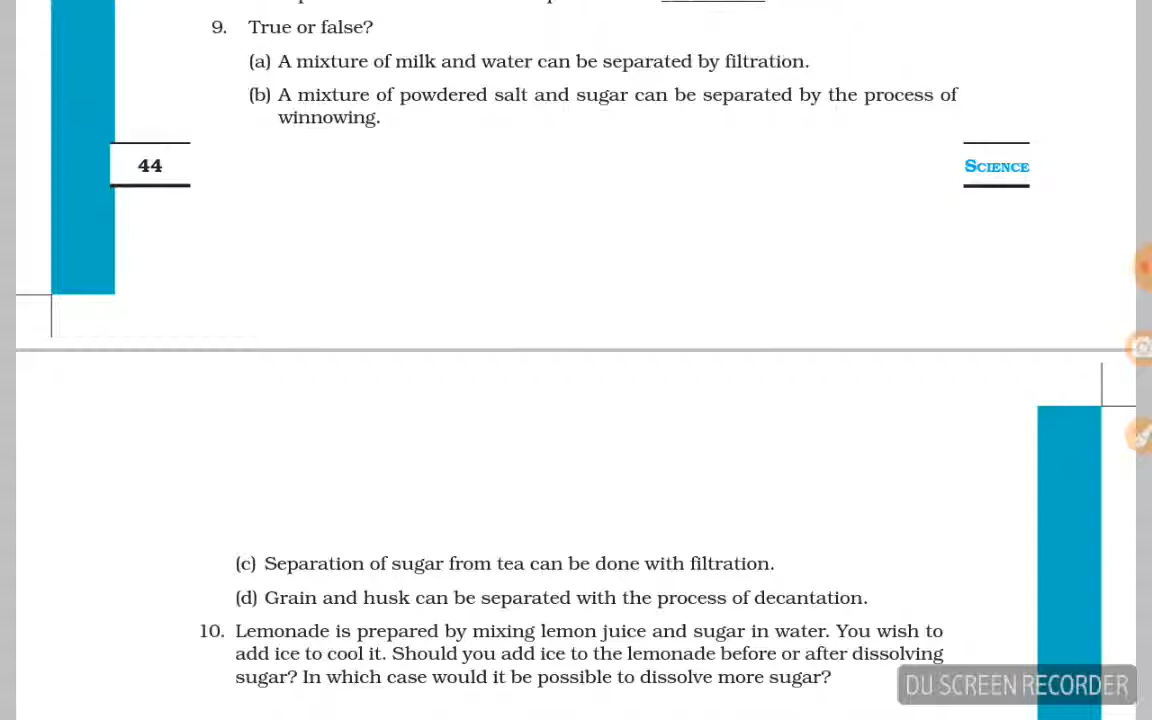 9. True or false?
(a) A mixture of milk and water can be separated by filtration.
(b) A mixture of powdered salt and sugar can be separated by the process of
winnowing.
44
SCIENCE
(c) Separation of sugar from tea can be done with filtration.
(d) Grain and husk can be separated with the process of decantation.
10. Lemonade is prepared by mixing lemon juice and sugar in water. You wish to
add ice to cool it. Should you add ice to the lemonade before or after dissolving
sugar? In which case would it be possible to dissolve more sugar?
DU SCREEN RECORDER